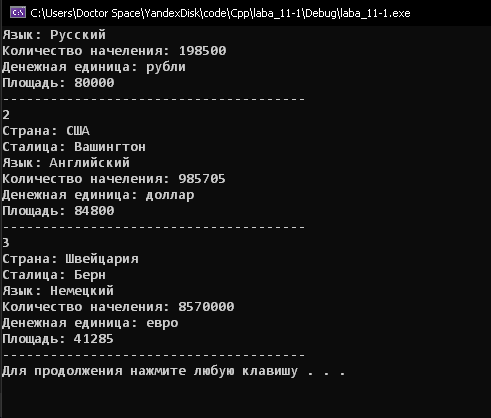 C:\Users\Doctor Space\YandexDisk\code\Cpp\laba_11-1\Debug\laba_11-1.exe
Язык: Русский
Количество начеления: 198500
Денежная единица: рубли
Площадь: 80000
--------------------------------------
2
Страна: США
Сталица: Вашингтон
Язык: Английский
Количество начеления: 985705
Денежная единица: доллар
Площадь: 84800
--------------------------------------
3
Страна: Швейцария
Сталица: Берн
Язык: Немецкий
Количество начеления: 8570000
Денежная единица: евро
Площадь: 41285
--------------------------------------
Для продолжения нажмите любую клавишу . . .